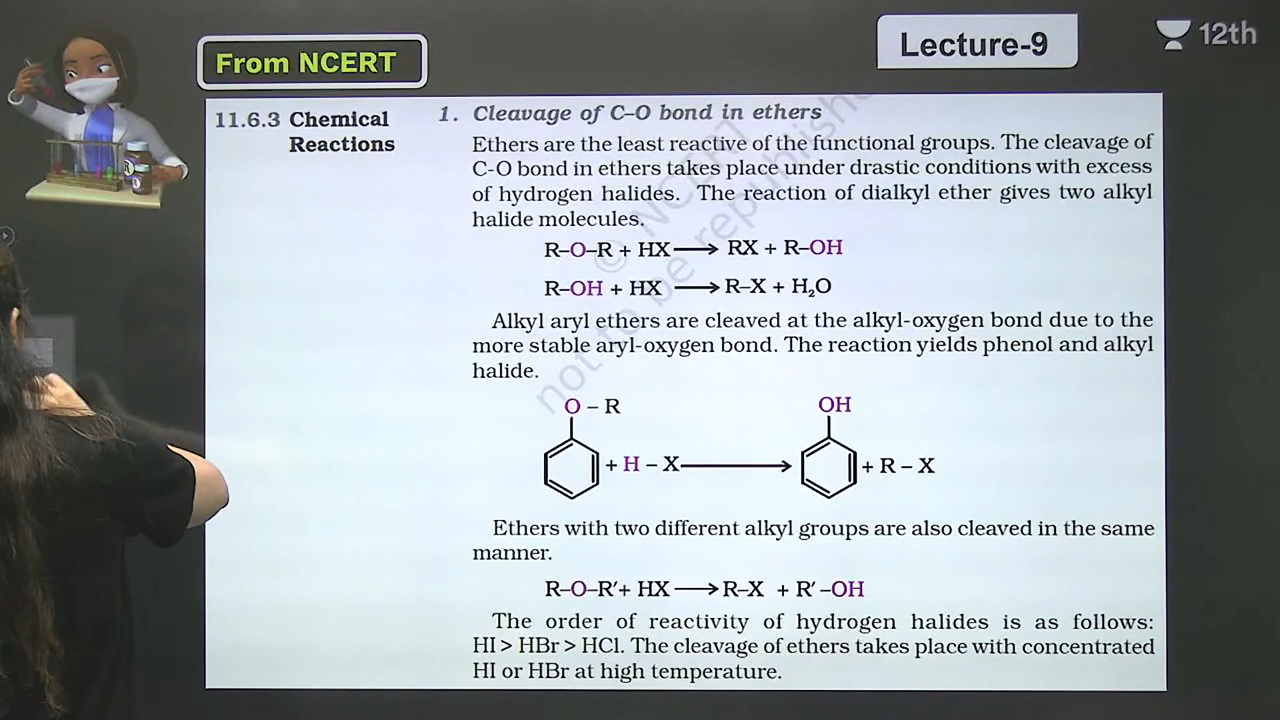 From NCERT
Lecture-9
12th
11.6.3 Chemical
Reactions
1. Cleavage of C–O bond in ethers
Ethers are the least reactive of the functional groups. The cleavage of
C-O bond in ethers takes place under drastic conditions with excess
of hydrogen halides. The reaction of dialkyl ether gives two alkyl
halide molecules.
R–O–R + HX ⟶ RX + R–OH
R–OH + HX ⟶ R–X + H₂O
Alkyl aryl ethers are cleaved at the alkyl-oxygen bond due to the
more stable aryl-oxygen bond. The reaction yields phenol and alkyl
halide.
O – R
OH
+ H – X ⟶ + R – X
Ethers with two different alkyl groups are also cleaved in the same
manner.
R–O–R′+ HX ⟶ R–X + R′–OH
The order of reactivity of hydrogen halides is as follows:
HI > HBr > HCl. The cleavage of ethers takes place with concentrated
HI or HBr at high temperature.
© NCERT
not to be republished